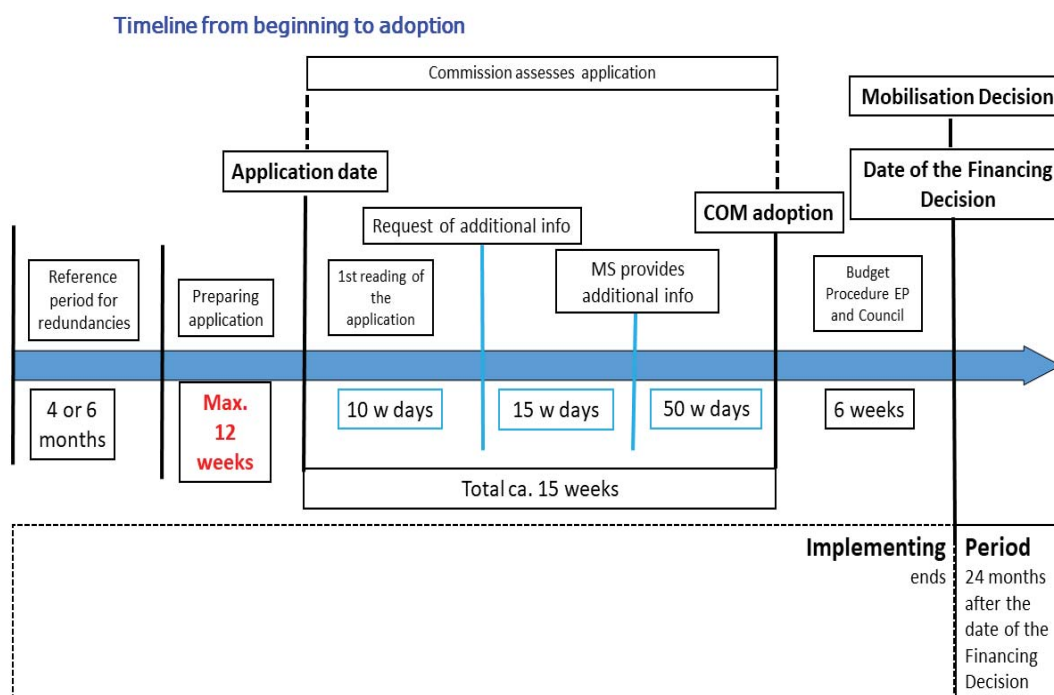 Timeline from beginning to adoption
Commission assesses application
Mobilisation Decision
Application date
Date of the Financing
Decision
COM adoption
Request of additional info
Reference
period for
redundancies
Preparing
application
1st reading of
the
application
MS provides
additional info
Budget
Procedure EP
and Council
4 or 6
months
Max.
12
weeks
10 w days
15 w days
50 w days
6 weeks
Total ca. 15 weeks
Implementing Period
ends
24 months
after the
date of the
Financing
Decision